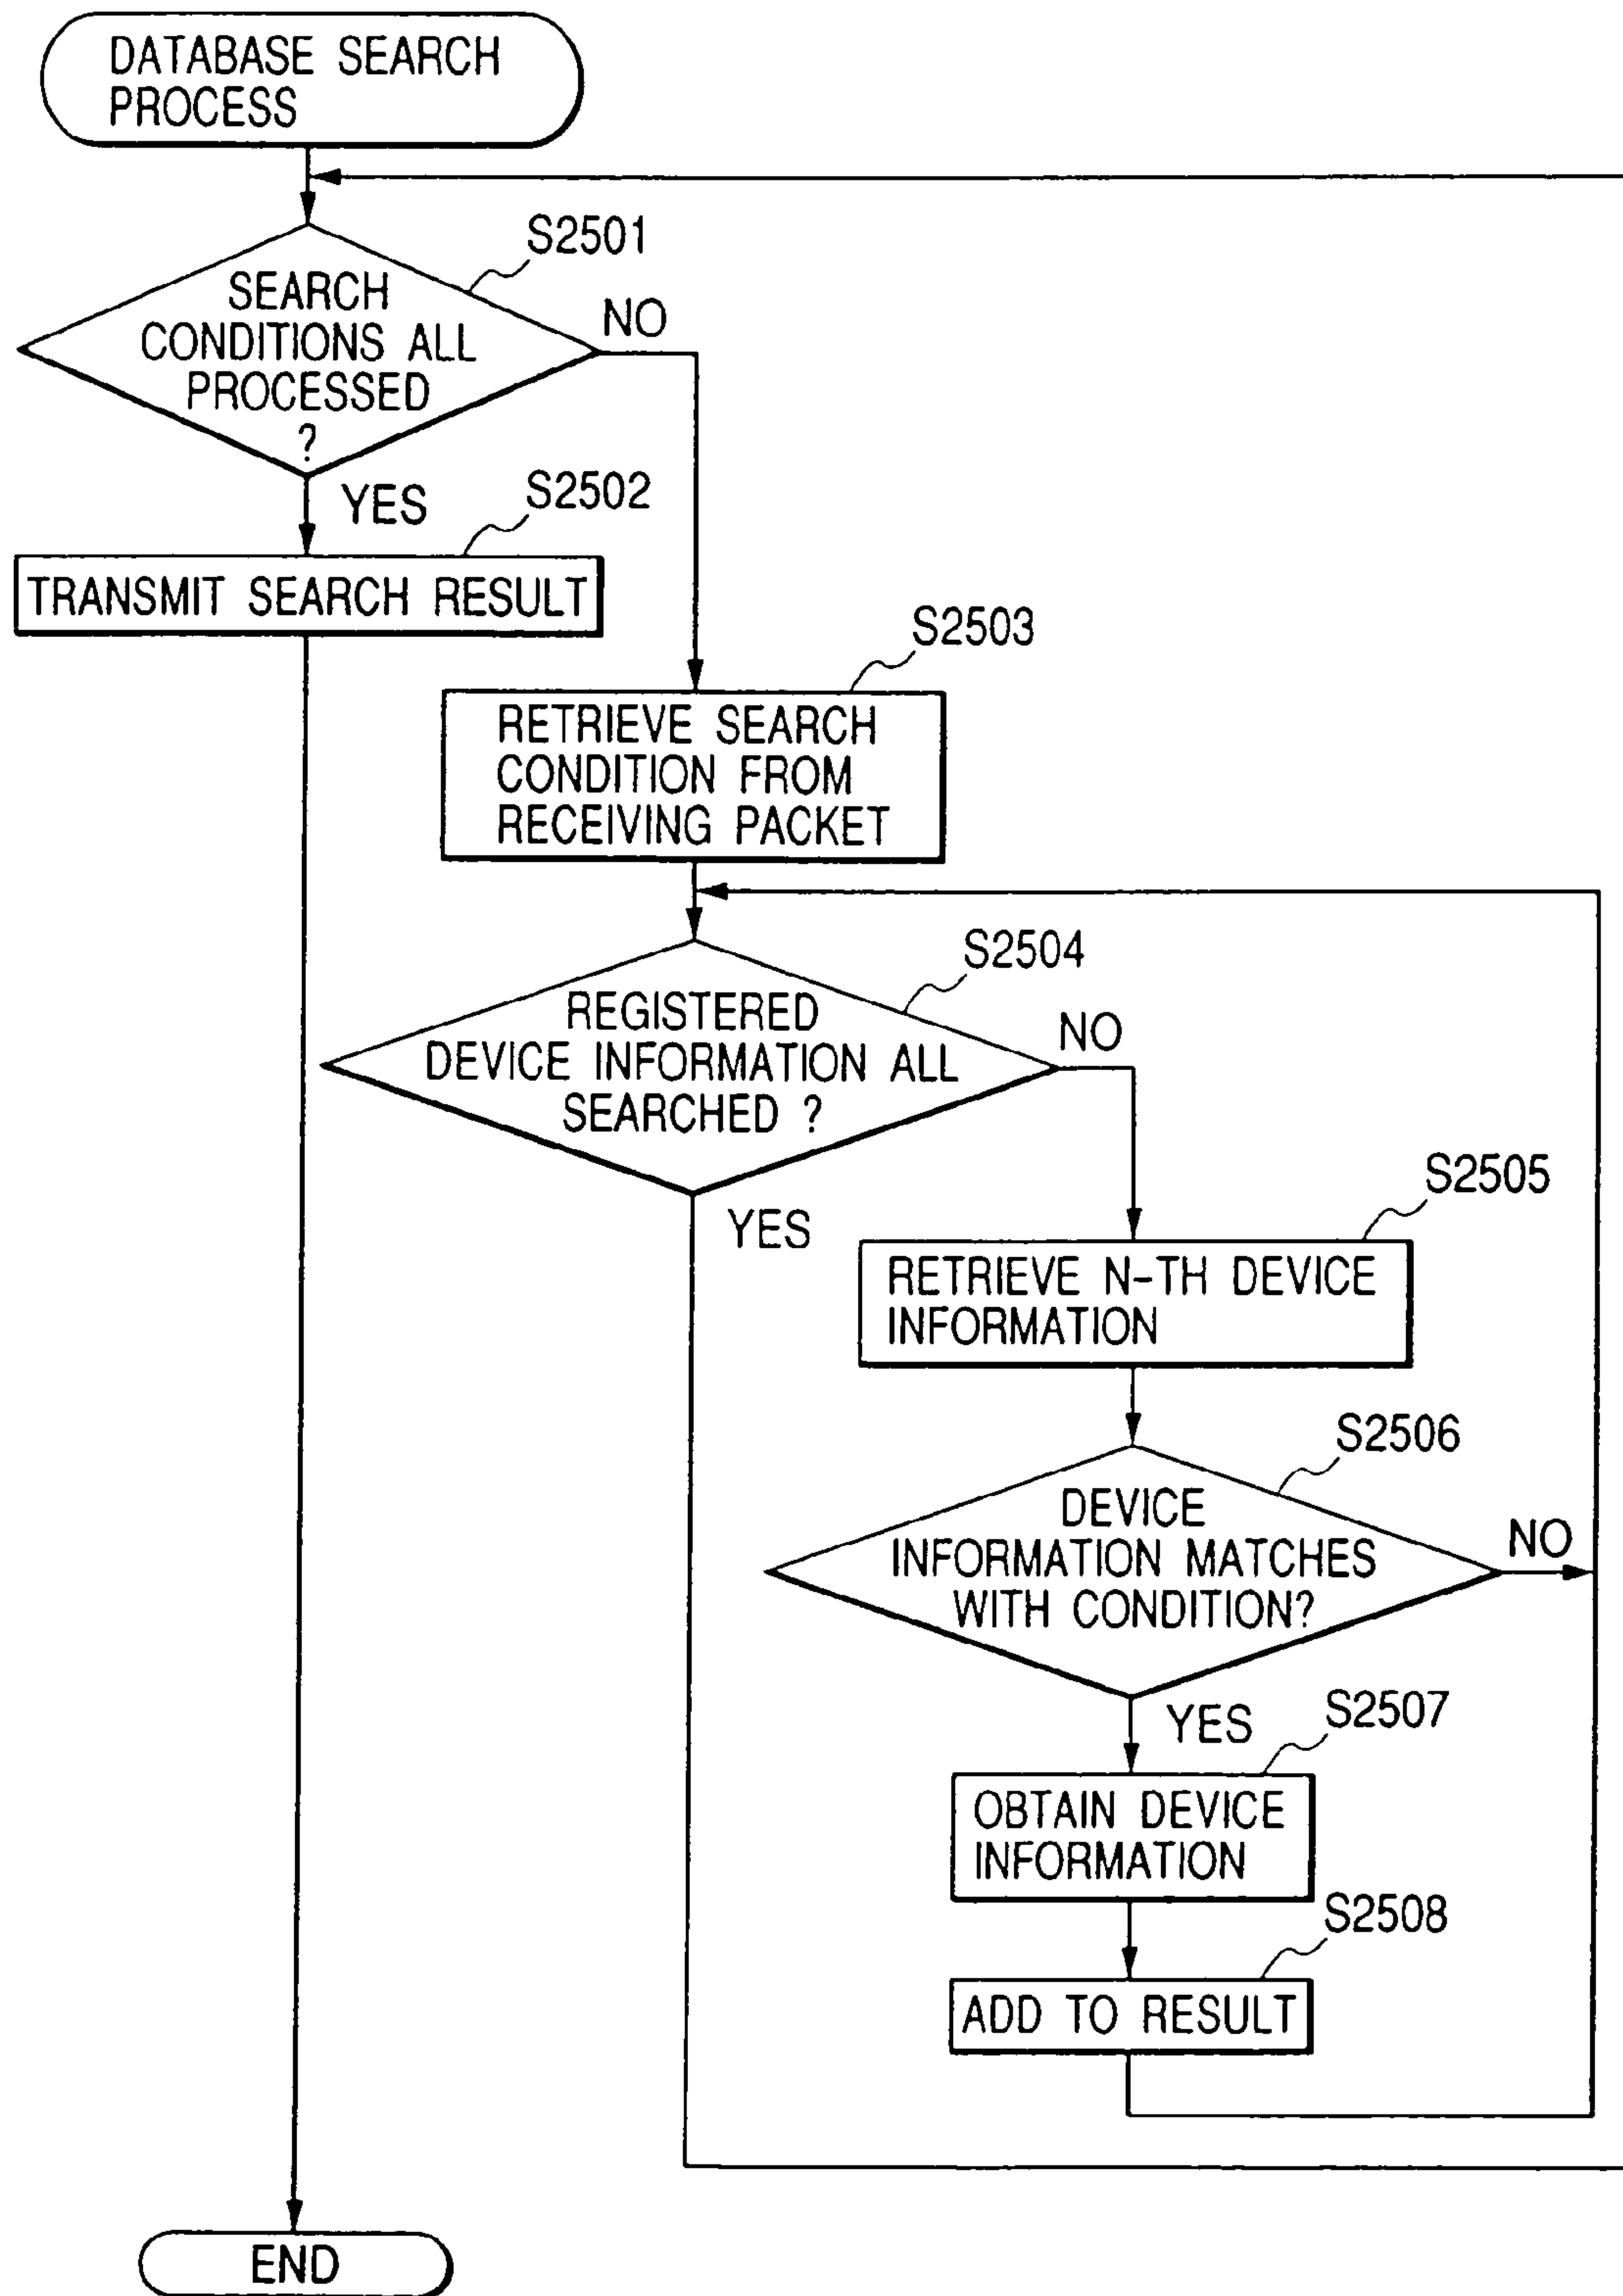 DATABASE SEARCH
PROCESS
S2501
SEARCH
CONDITIONS ALL
PROCESSED
?
NO
YES
S2502
TRANSMIT SEARCH RESULT
S2503
RETRIEVE SEARCH
CONDITION FROM
RECEIVING PACKET
S2504
REGISTERED
DEVICE INFORMATION ALL
SEARCHED ?
NO
YES
S2505
RETRIEVE N-TH DEVICE
INFORMATION
S2506
DEVICE
INFORMATION MATCHES
WITH CONDITION?
NO
YES
S2507
OBTAIN DEVICE
INFORMATION
S2508
ADD TO RESULT
END